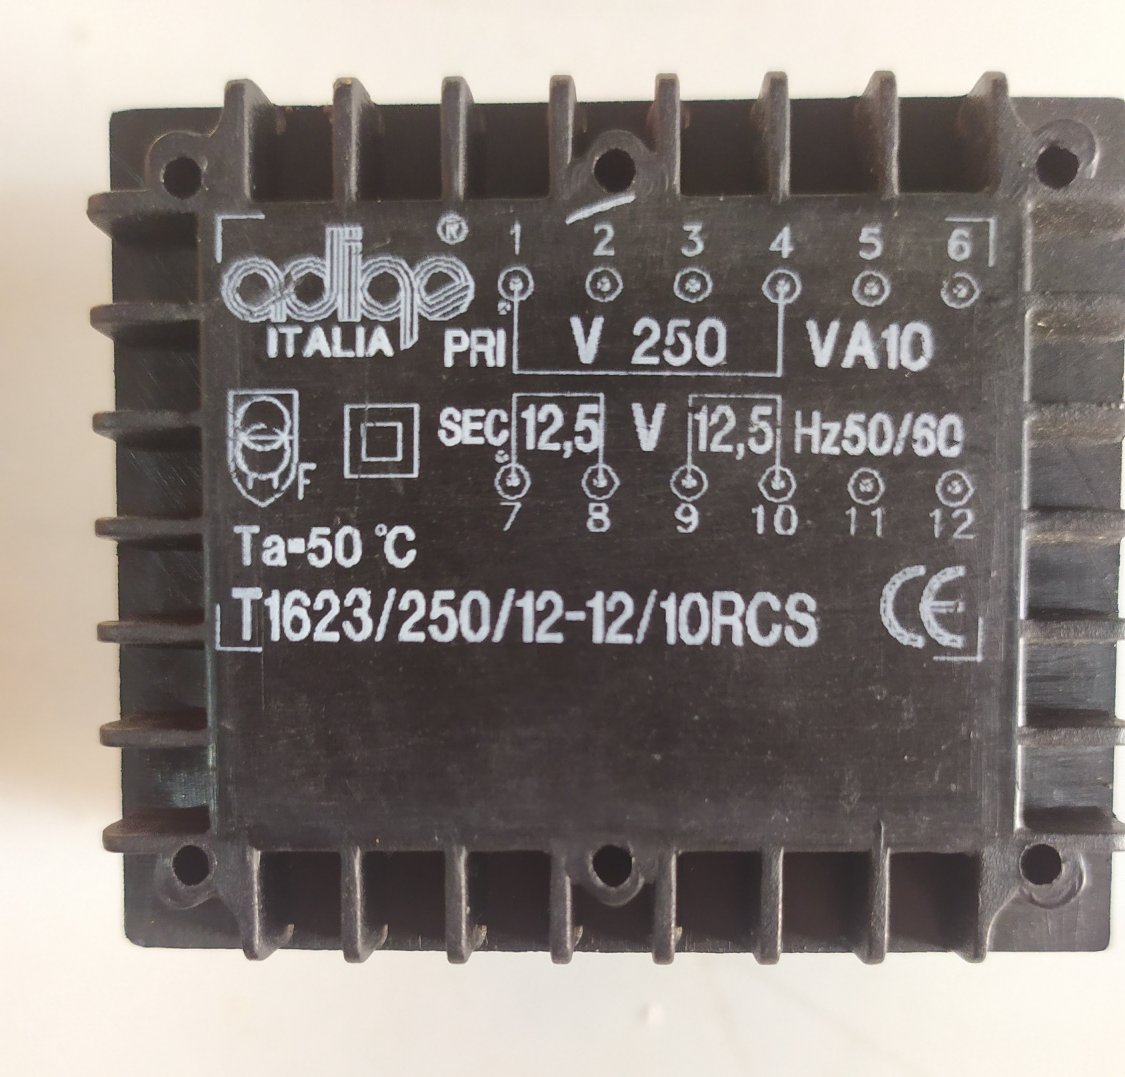 adige ®
ITALIA
1 2 3 4 5 6
PRI V 250 VA10
SEC 12,5 V 12,5 Hz50/60
F
7 8 9 10 11 12
Ta=50 °C
T1623/250/12-12/10RCS
CE